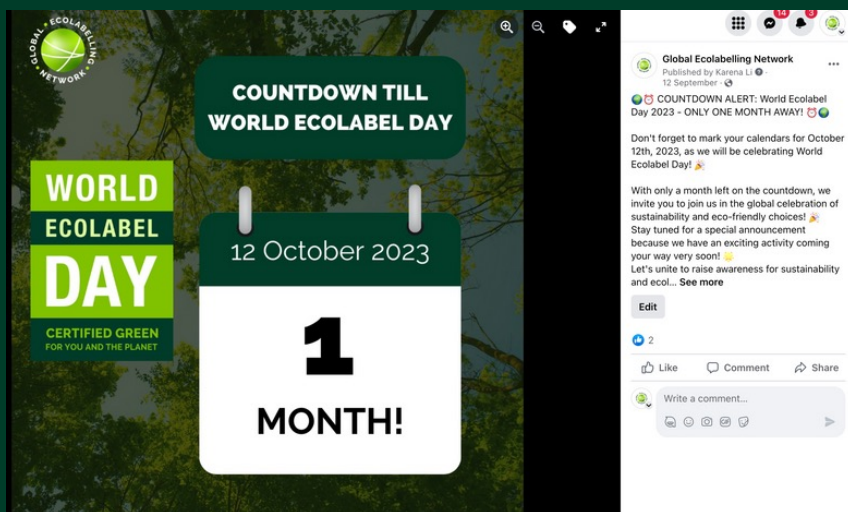 GLOBAL ECOLABELLING NETWORK
COUNTDOWN TILL
WORLD ECOLABEL DAY
WORLD
ECOLABEL
DAY
CERTIFIED GREEN
FOR YOU AND THE PLANET
12 October 2023
1
MONTH!
14
3
Global Ecolabelling Network
Published by Karena Li
12 September
COUNTDOWN ALERT: World Ecolabel
Day 2023 - ONLY ONE MONTH AWAY!
Don't forget to mark your calendars for October
12th, 2023, as we will be celebrating World
Ecolabel Day! 🎉
With only a month left on the countdown, we
invite you to join us in the global celebration of
sustainability and eco-friendly choices! 🎉
Stay tuned for a special announcement
because we have an exciting activity coming
your way very soon! 🌟
Let's unite to raise awareness for sustainability
and ecol... See more
Edit
2
Like Comment Share
Write a comment...
GIF